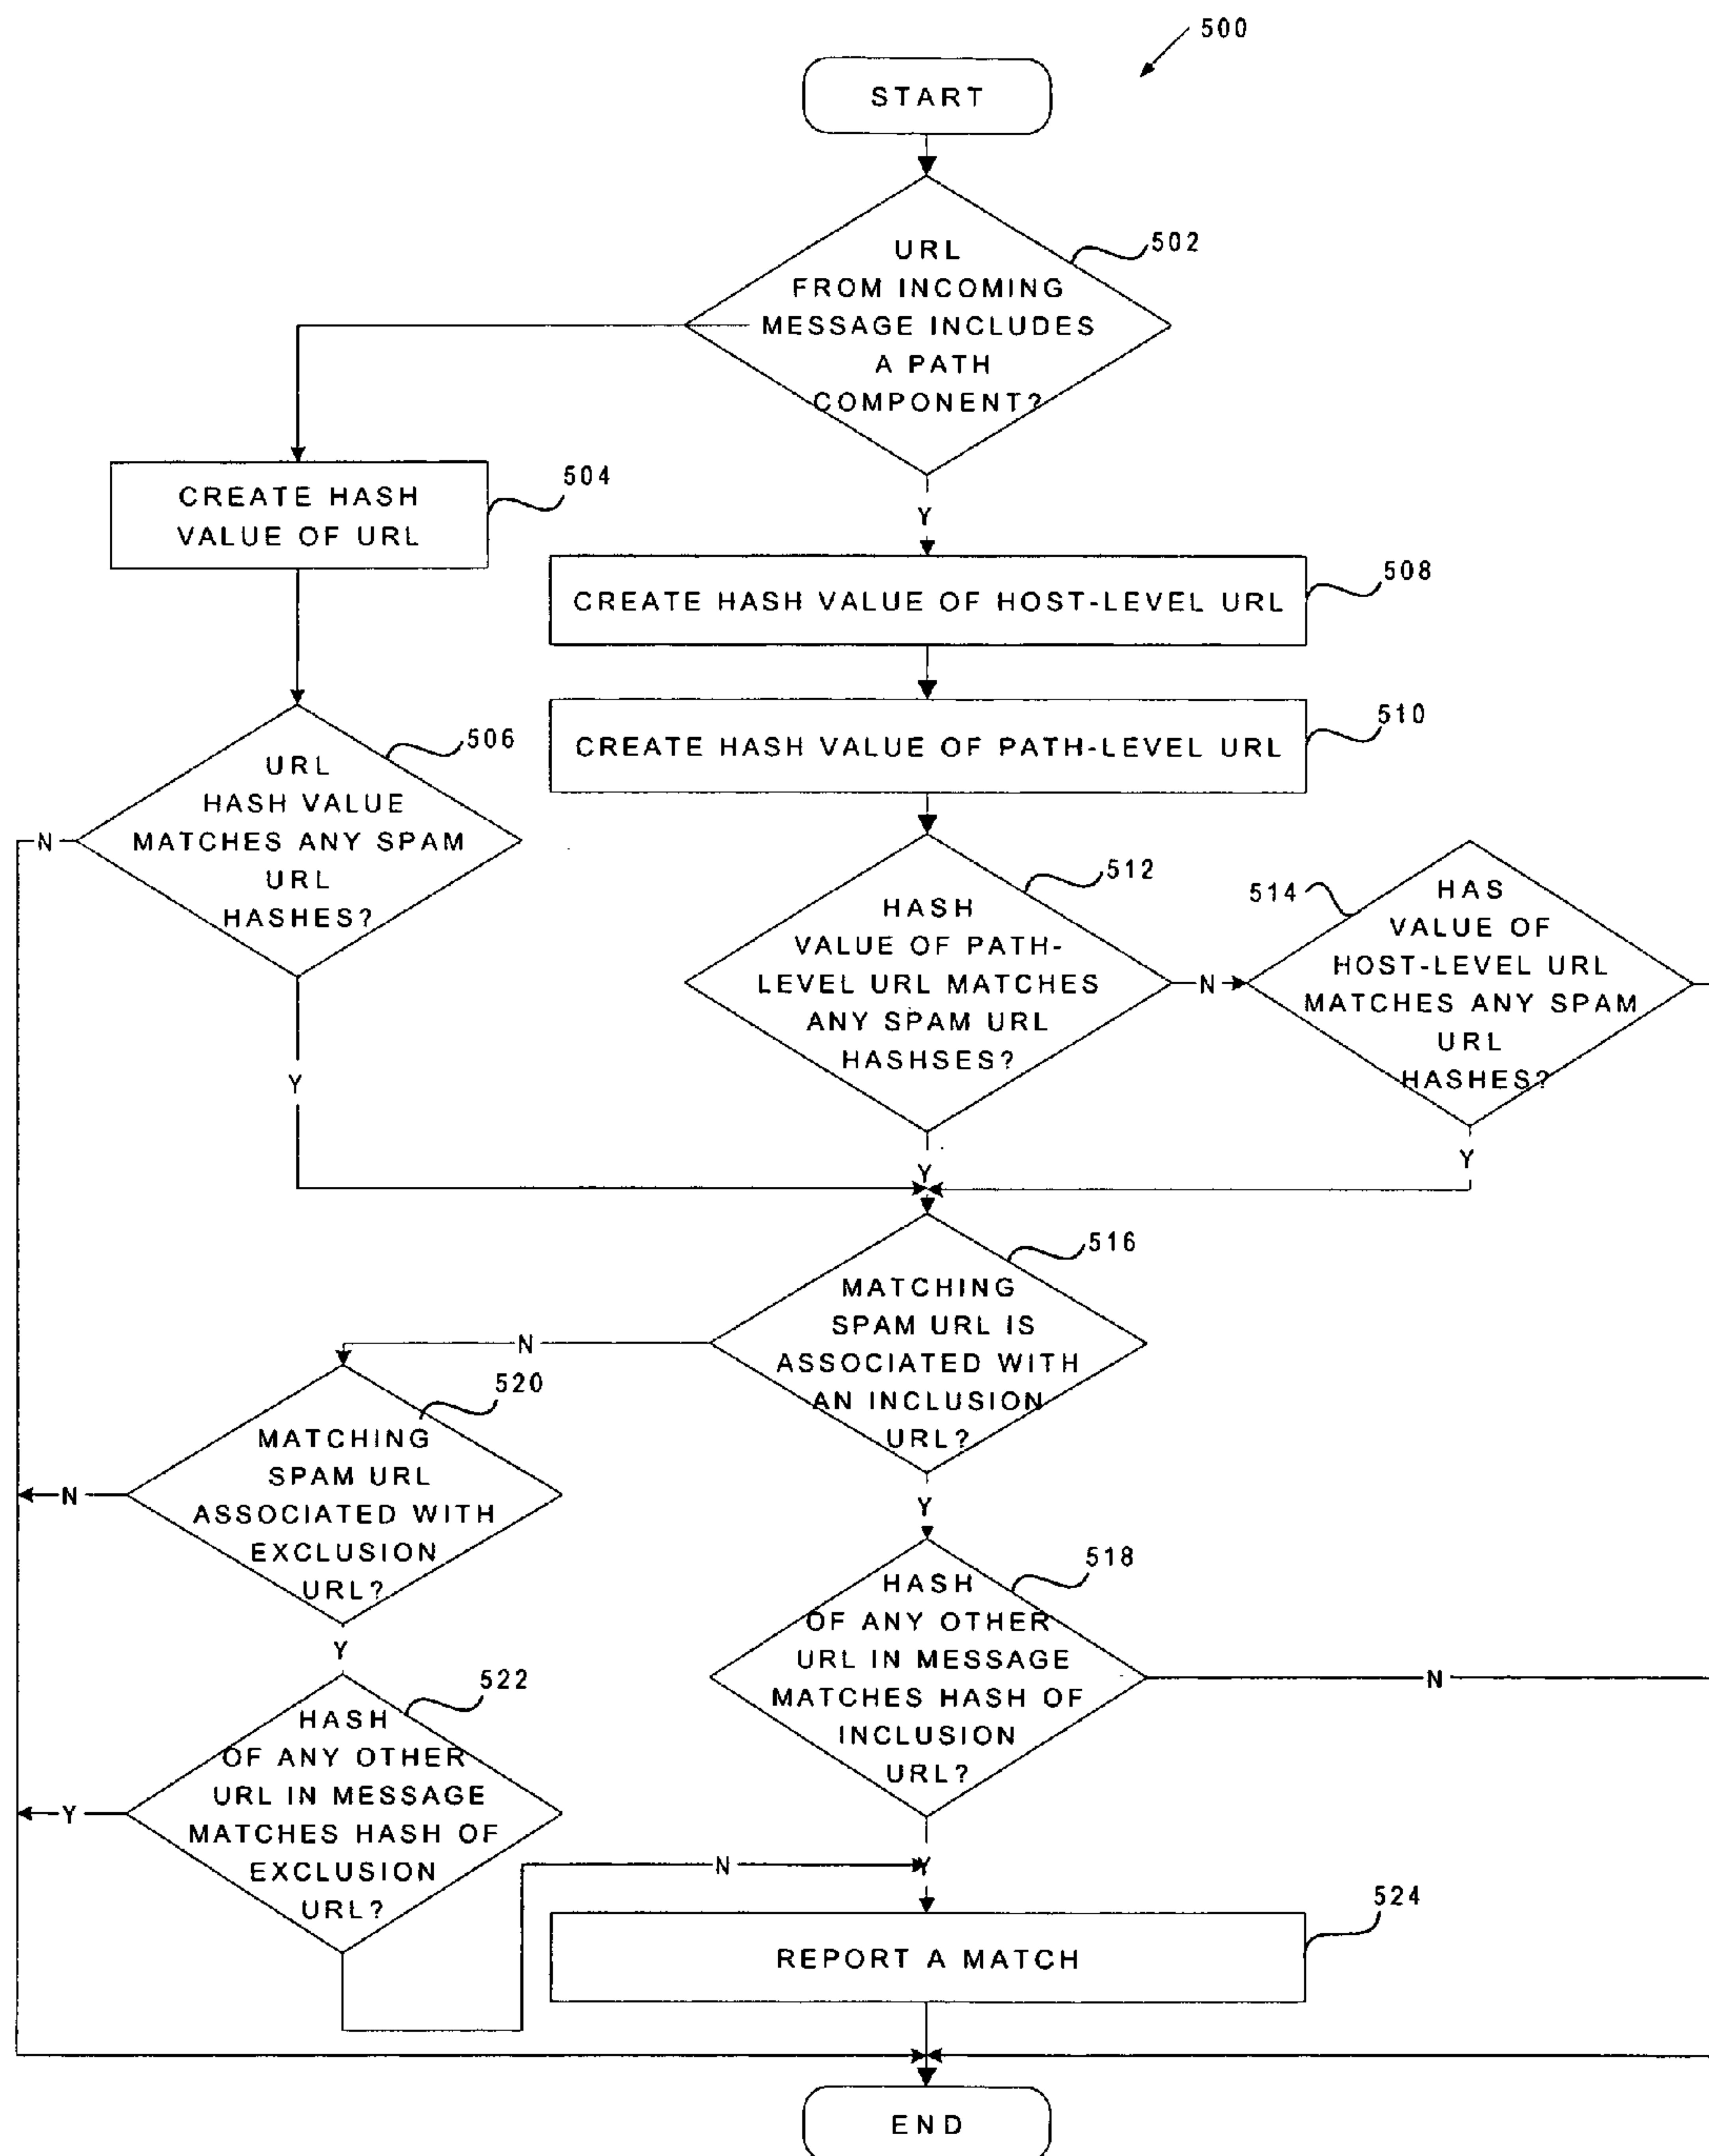 500
START
URL
FROM INCOMING
MESSAGE INCLUDES
A PATH
COMPONENT?
502
CREATE HASH
VALUE OF URL
504
Y
CREATE HASH VALUE OF HOST-LEVEL URL
508
CREATE HASH VALUE OF PATH-LEVEL URL
510
URL
HASH VALUE
MATCHES ANY SPAM
URL
HASHES?
506
N
Y
HASH
VALUE OF PATH-
LEVEL URL MATCHES
ANY SPAM URL
HASHSES?
512
N
Y
HAS
VALUE OF
HOST-LEVEL URL
MATCHES ANY SPAM
URL
HASHES?
514
Y
MATCHING
SPAM URL IS
ASSOCIATED WITH
AN INCLUSION
URL?
516
N
Y
MATCHING
SPAM URL
ASSOCIATED WITH
EXCLUSION
URL?
520
N
Y
HASH
OF ANY OTHER
URL IN MESSAGE
MATCHES HASH OF
INCLUSION
URL?
518
N
Y
HASH
OF ANY OTHER
URL IN MESSAGE
MATCHES HASH OF
EXCLUSION
URL?
522
Y
N
REPORT A MATCH
524
END